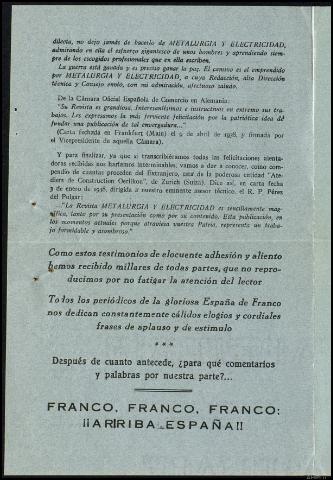 dilecta, no dejo jamás de hacerlo de METALURGIA Y ELECTRICIDAD,
admirando en ella el esfuerzo gigantesco de unos hombres y aprendiendo siem-
pre de los escogidos profesionales que en ella escriben.
La guerra está ganada y es preciso ganar la paz. El camino es el emprendido
por METALURGIA Y ELECTRICIDAD, a cuya Redacción, alta Dirección
técnica y Consejo envío, con mi admiración, afectuoso saludo.
De la Cámara Oficial Española de Comercio en Alemania:
"Su Revista es grandiosa. Interesantísimos e instructivos en extremo sus tra-
bajos. Les expresamos de más ferviente felicitación por la patriótica idea de
fundar una publicación de tal envergadura..."
(Carta fechada en Frankfurt (Main) el 9 de abril de 1938, y firmada por
el Vicepresidente de aquella Cámara).
Y para finalizar, ya que si transcribiéramos todas las felicitaciones alenta-
doras recibidas nos haríamos interminables, vamos a dar a conocer, como com-
pendio de cuantas proceden del Extranjero, una de la poderosa entidad "Ate-
liers de Construction Oerlikon", de Zurich (Suiza). Dice así, en carta fecha
3 de enero de 1938, dirigida a nuestro eminente asesor técnico, el R. P. Pérez
del Pulgar:
..."La Revista METALURGIA Y ELECTRICIDAD es sencillamente mag-
nífica, tanto por su presentación como por su contenido. Esta publicación, en
los momentos actuales porque atraviesa vuestra Patria, representa un traba-
jo formidable y asombroso."
Como estos testimonios de elocuente adhesión y aliento
hemos recibido millares de todas partes, que no repro-
ducimos por no fatigar la atención del lector
Todos los periódicos de la gloriosa España de Franco
nos dedican constantemente cálidos elogios y cordiales
frases de aplauso y de estímulo
* * *
Después de cuanto antecede, ¿para qué comentarios
y palabras por nuestra parte?...
FRANCO, FRANCO, FRANCO:
¡¡ARRIBA ESPAÑA!!